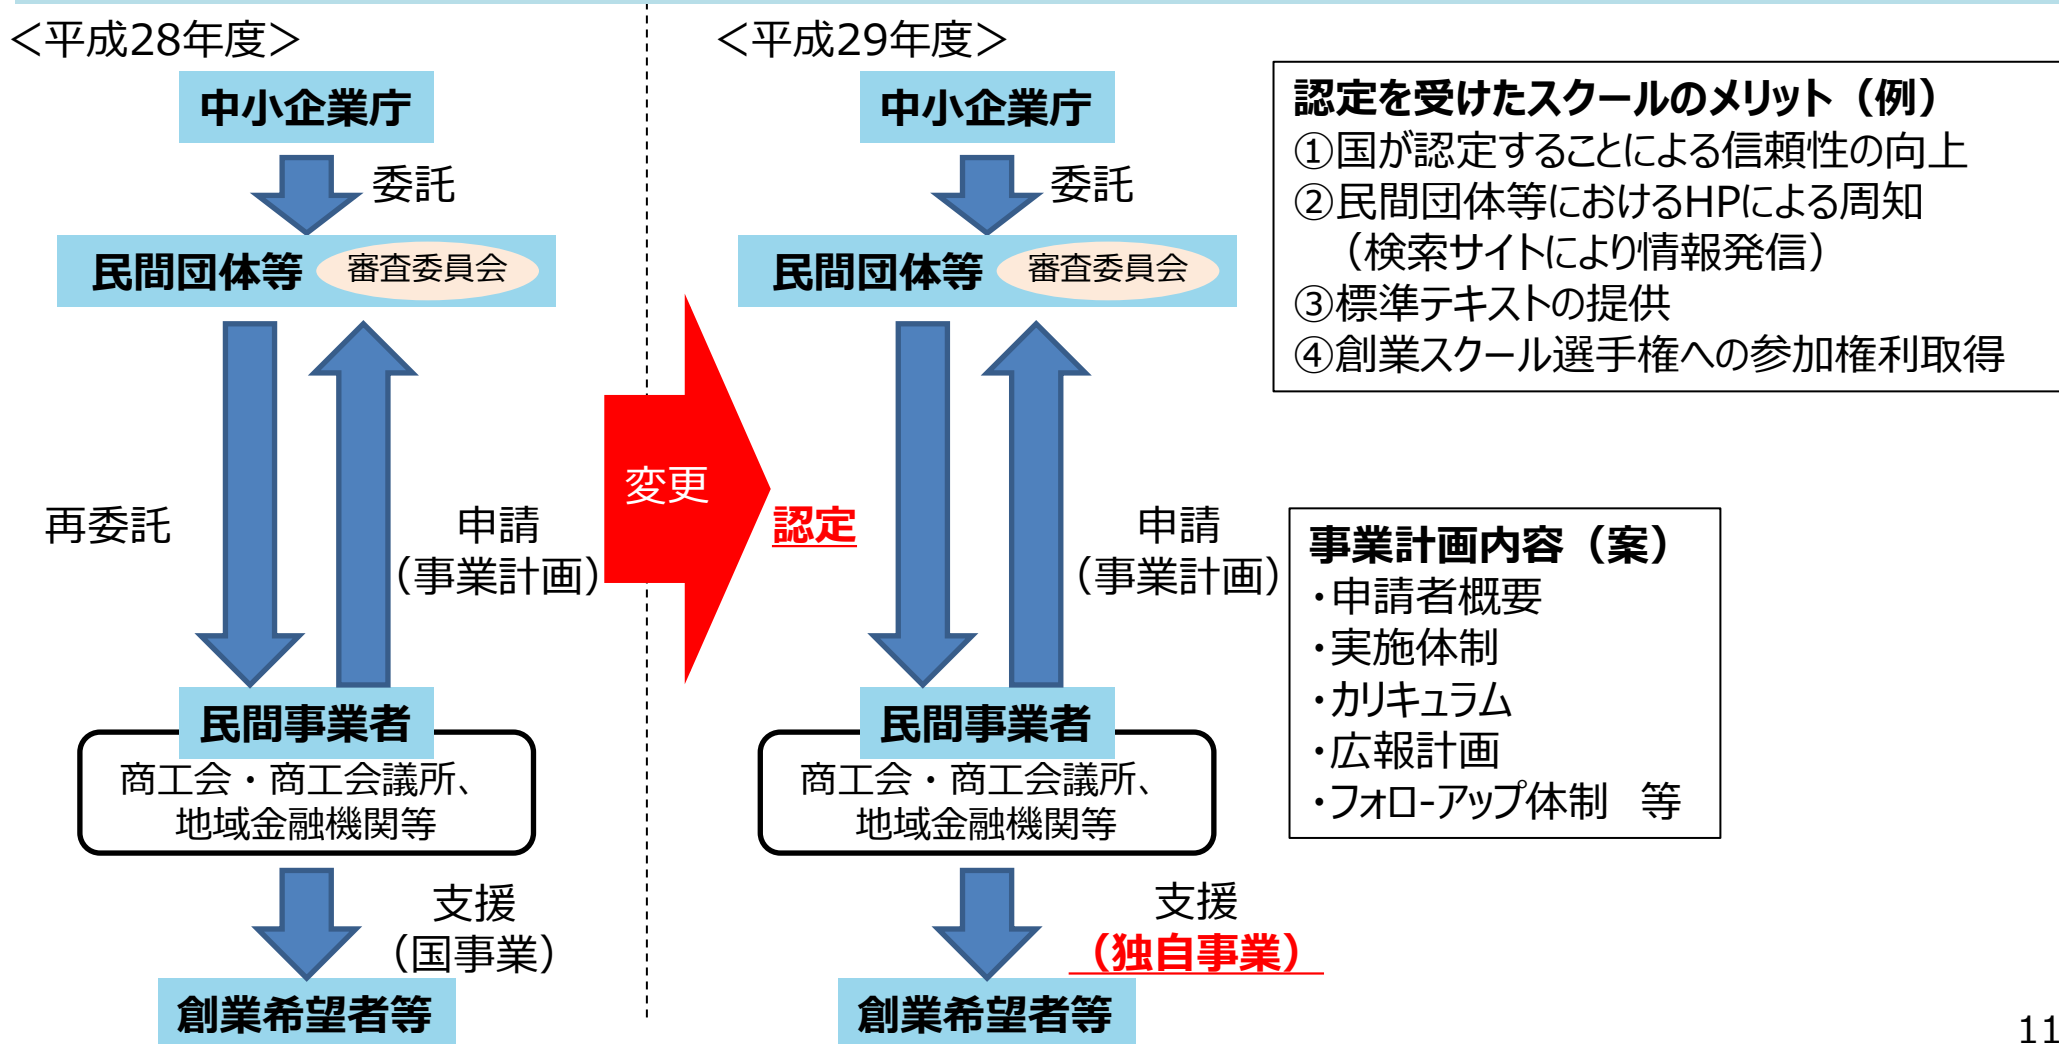 ＜平成28年度＞
中小企業庁
委託
民間団体等
審査委員会
再委託
申請
（事業計画）
民間事業者
商工会・商工会議所、
地域金融機関等
支援
（国事業）
創業希望者等
変更
＜平成29年度＞
中小企業庁
委託
民間団体等
審査委員会
認定
申請
（事業計画）
民間事業者
商工会・商工会議所、
地域金融機関等
支援
（独自事業）
創業希望者等
認定を受けたスクールのメリット（例）
①国が認定することによる信頼性の向上
②民間団体等におけるHPによる周知
（検索サイトにより情報発信）
③標準テキストの提供
④創業スクール選手権への参加権利取得
事業計画内容（案）
・申請者概要
・実施体制
・カリキュラム
・広報計画
・フォロ-アップ体制　等
11